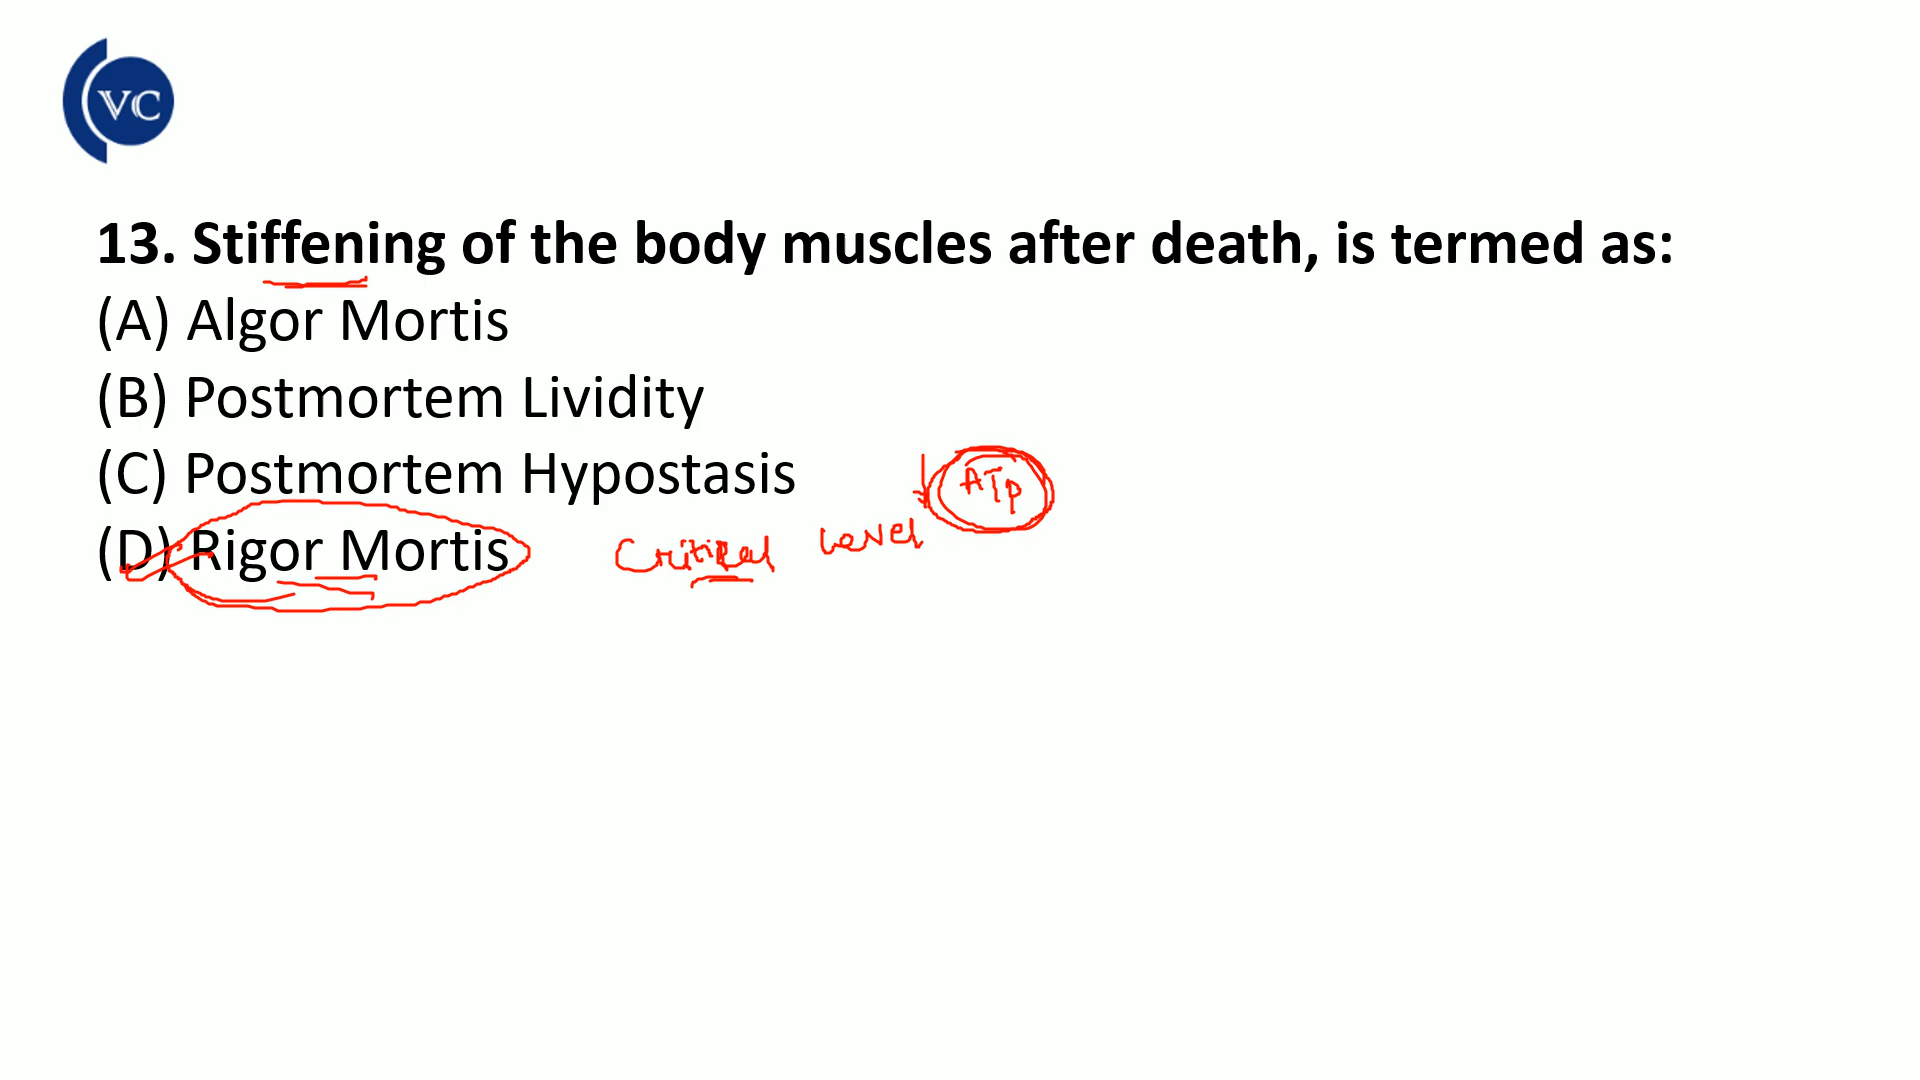 VC
13. Stiffening of the body muscles after death, is termed as:
(A) Algor Mortis
(B) Postmortem Lividity
(C) Postmortem Hypostasis
ATP
(D) Rigor Mortis
Critical Level